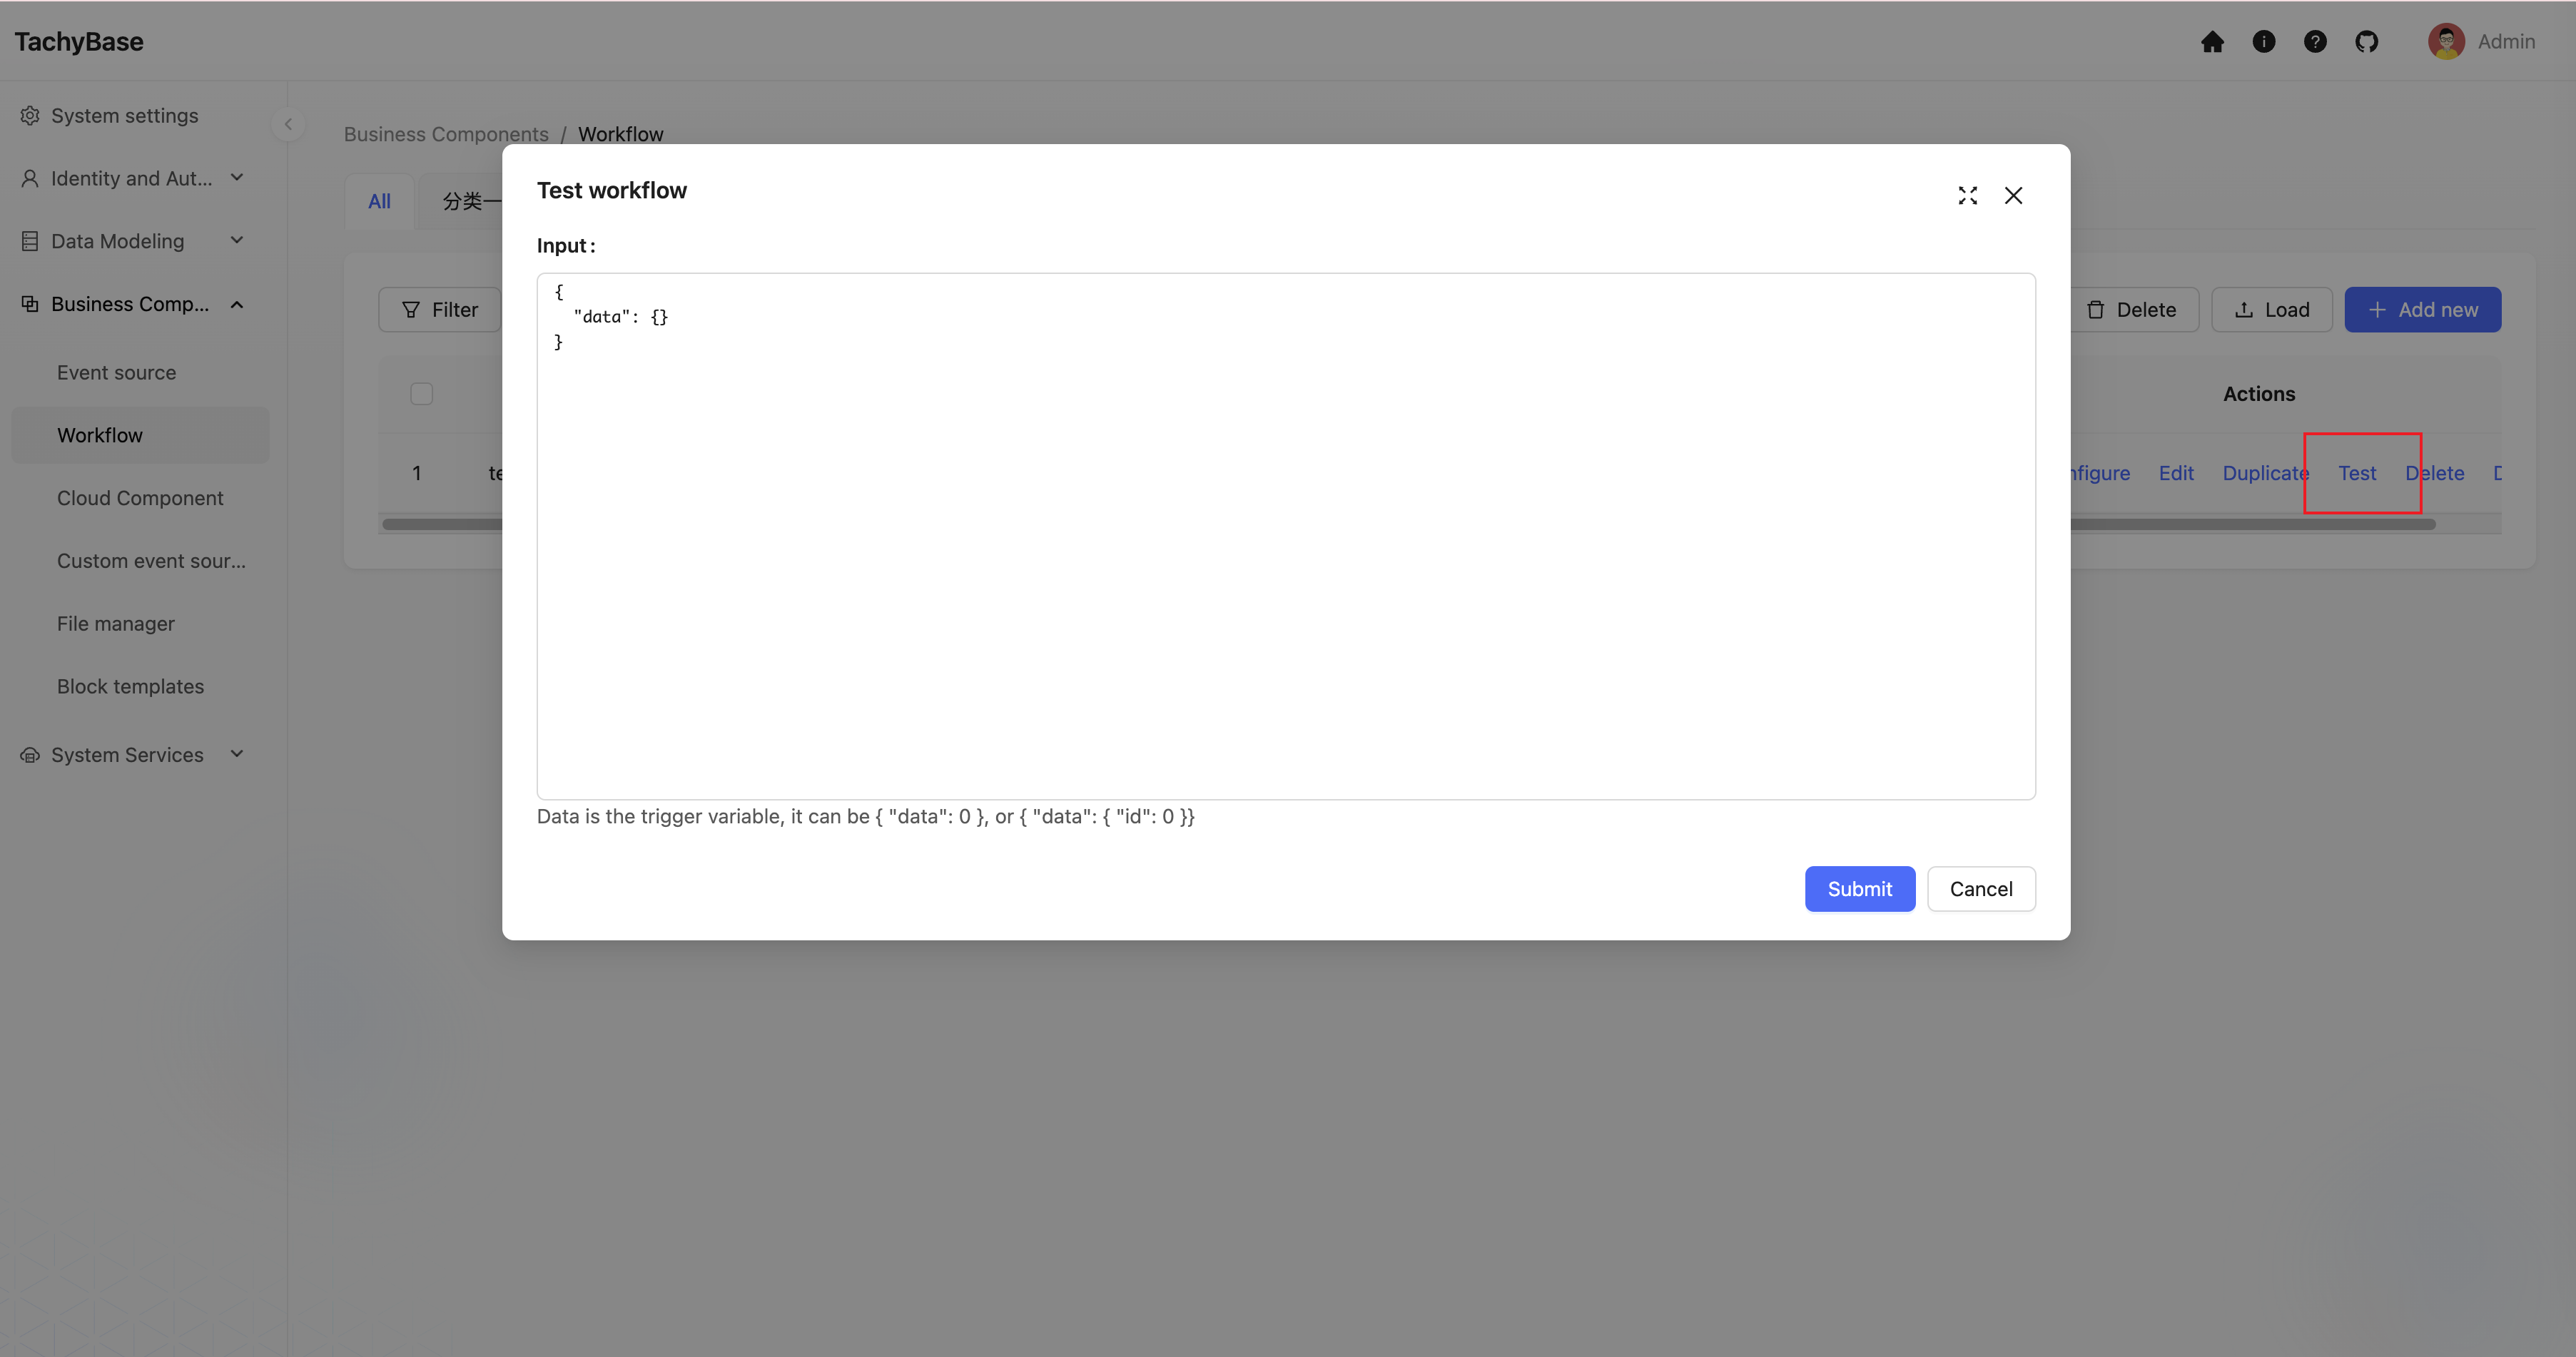 TachyBase
Admin
System settings
Identity and Aut...
Data Modeling
Business Comp...
Event source
Workflow
Cloud Component
Custom event sour...
File manager
Block templates
System Services
Business Components / Workflow
All
分类一
Filter
Delete
Load
Add new
Actions
1
Edit
Duplicate
Test
Delete
Test workflow
Input:
{
"data": {}
}
Data is the trigger variable, it can be { "data": 0 }, or { "data": { "id": 0 }}
Submit
Cancel